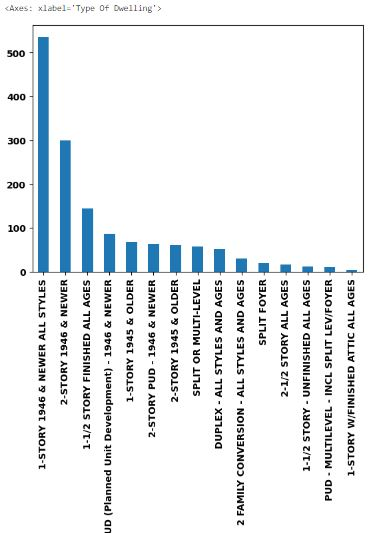 <Axes: xlabel='Type Of Dwelling'>
500
400
300
200
100
0
1-STORY 1946 & NEWER ALL STYLES
2-STORY 1946 & NEWER
1-1/2 STORY FINISHED ALL AGES
UD (Planned Unit Development) - 1946 & NEWER
1-STORY 1945 & OLDER
2-STORY PUD - 1946 & NEWER
2-STORY 1945 & OLDER
SPLIT OR MULTI-LEVEL
DUPLEX - ALL STYLES AND AGES
2 FAMILY CONVERSION - ALL STYLES AND AGES
SPLIT FOYER
2-1/2 STORY ALL AGES
1-1/2 STORY - UNFINISHED ALL AGES
PUD - MULTILEVEL - INCL SPLIT LEV/FOYER
1-STORY W/FINISHED ATTIC ALL AGES